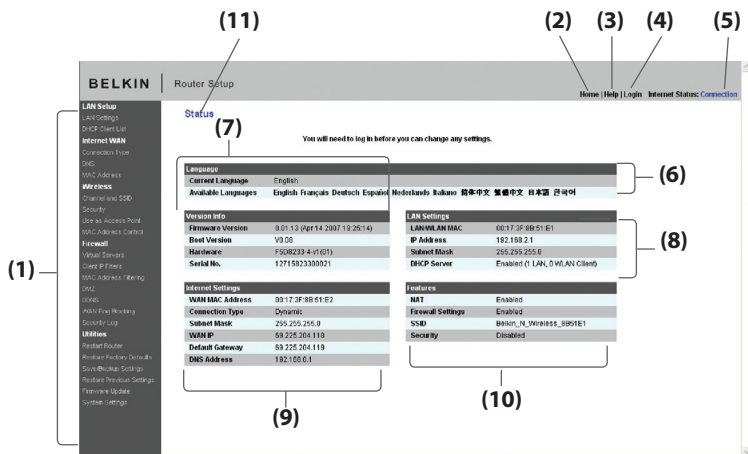 (11) (2) (3) (4) (5)
BELKIN | Router Setup
Home | Help | Login Internet Status: Connection
LAN Setup
LAN Settings
DHCP Client List
Internet WAN
Connection Type
DNS
MAC Address
Wireless
Channel and SSID
Security
Use as Access Point
MAC Address Control
Firewall
Virtual Servers
Client IP Filters
MAC Address Filtering
DMZ
DDNS
WAN Ping Blocking
Security Log
Utilities
Restart Router
Restore Factory Defaults
Save/Backup Settings
Restore Previous Settings
Firmware Update
System Settings
(1)
Status
(7)
You will need to log in before you can change any settings.
Language
Current Language English
Available Languages English Français Deutsch Español Nederlands Italiano 简体中文 繁體中文 日本語 한국어
(6)
Version Info
Firmware Version 9.01.13 (Apr 14 2007 19:25:14)
Boot Version V0.08
Hardware F5D8233-4-v1(01)
Serial No. 12715823300021
LAN Settings
LAN/WLAN MAC 00:17:3F:8B:51:E1
IP Address 192.168.2.1
Subnet Mask 255.255.255.0
DHCP Server Enabled (1 LAN, 0 WLAN Client)
(8)
Internet Settings
WAN MAC Address 00:17:3F:8B:51:E2
Connection Type Dynamic
Subnet Mask 255.255.255.0
WAN IP 69.225.204.118
Default Gateway 69.225.204.118
DNS Address 192.168.0.1
Features
NAT Enabled
Firewall Settings Enabled
SSID Belkin_N_Wireless_8B51E1
Security Disabled
(9)
(10)